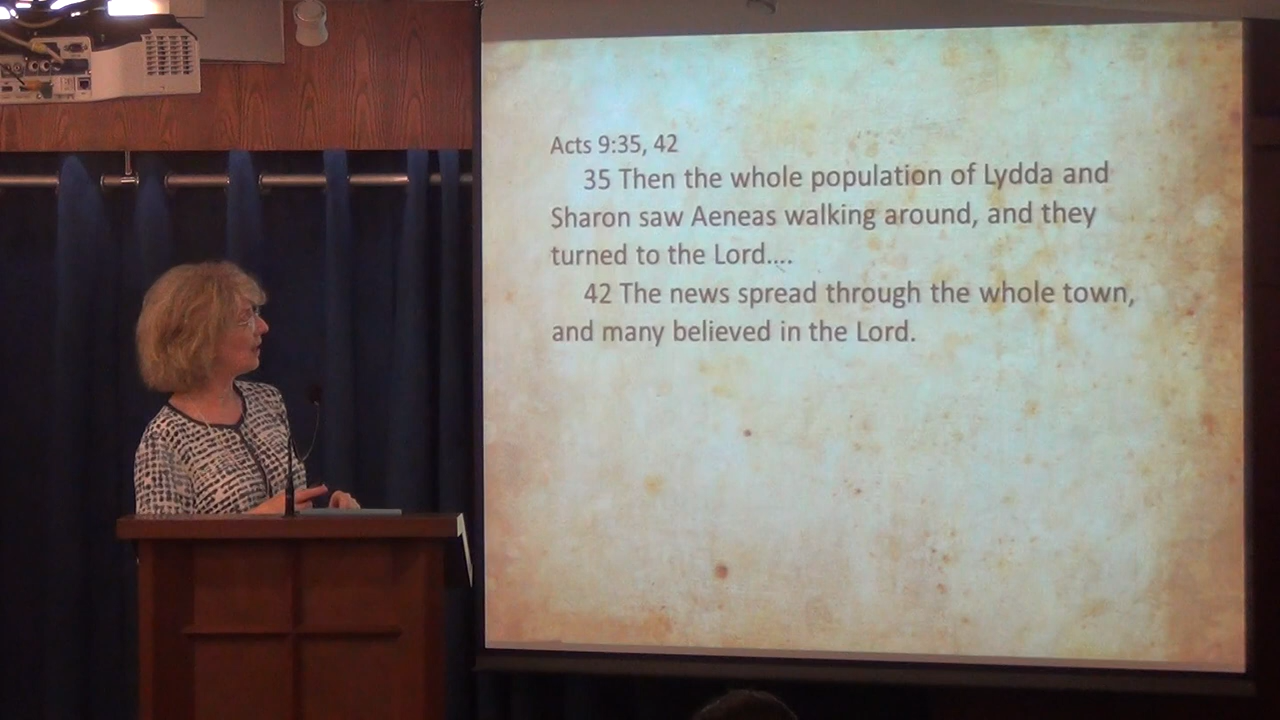 Acts 9:35, 42
35 Then the whole population of Lydda and
Sharon saw Aeneas walking around, and they
turned to the Lord....
42 The news spread through the whole town,
and many believed in the Lord.